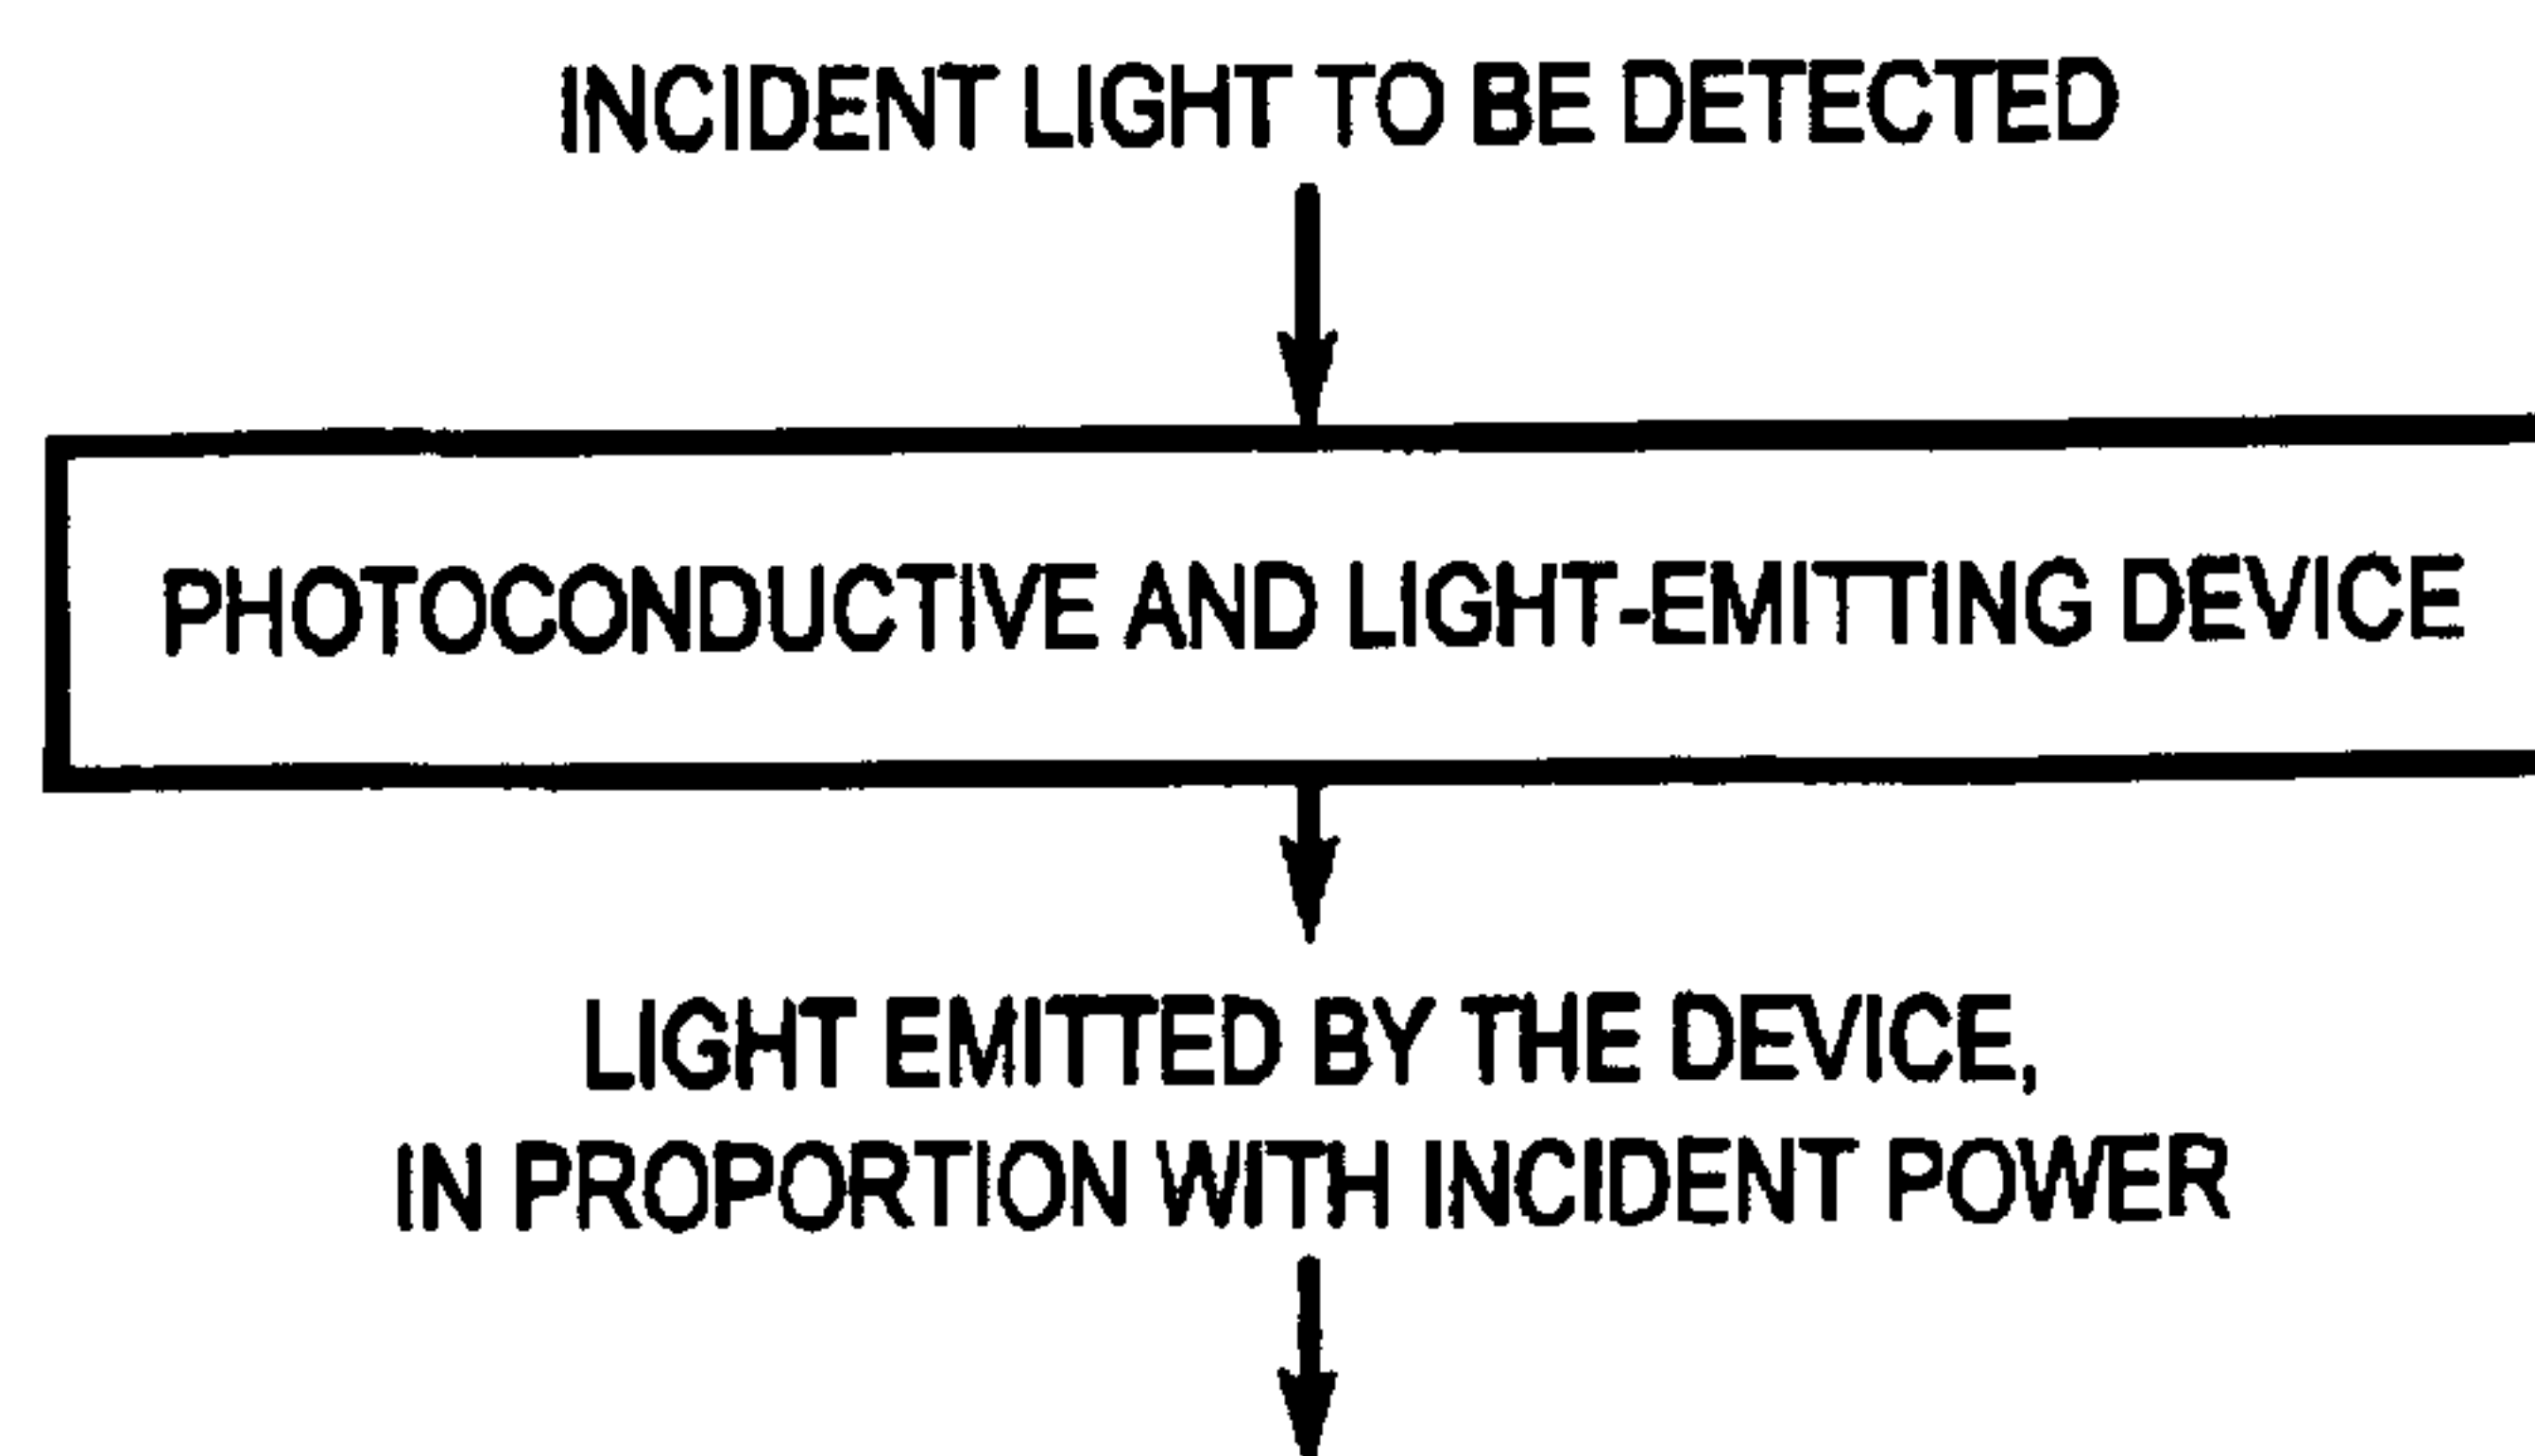 INCIDENT LIGHT TO BE DETECTED
PHOTOCONDUCTIVE AND LIGHT-EMITTING DEVICE
LIGHT EMITTED BY THE DEVICE,
IN PROPORTION WITH INCIDENT POWER